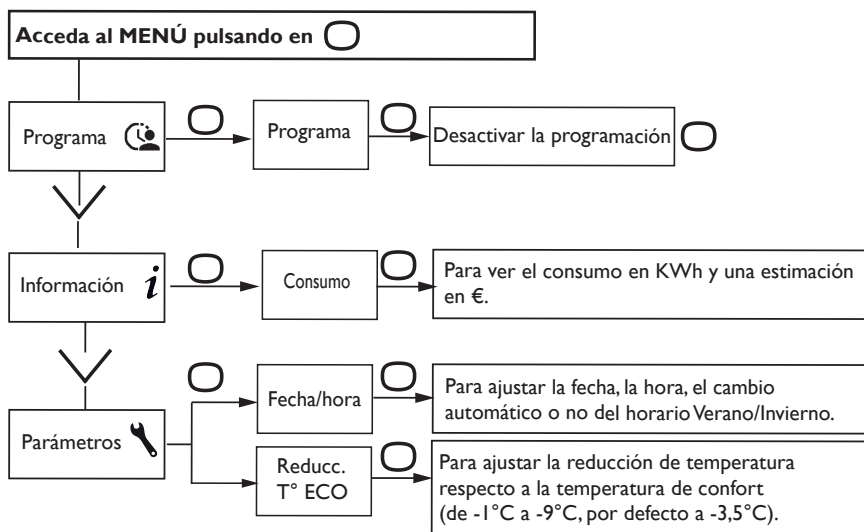 Acceda al MENÚ pulsando en
Programa
Programa
Desactivar la programación
Información i
Consumo
Para ver el consumo en KWh y una estimación
en €.
Parámetros
Fecha/hora
Para ajustar la fecha, la hora, el cambio
automático o no del horario Verano/Invierno.
Reducc.
T° ECO
Para ajustar la reducción de temperatura
respecto a la temperatura de confort
(de -1°C a -9°C, por defecto a -3,5°C).